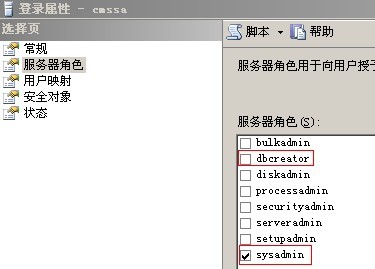 登录属性 - cmssa
选择页
常规
服务器角色
用户映射
安全对象
状态
脚本
帮助
服务器角色用于向用户授予
服务器角色(S):
bulkadmin
dbcreator
diskadmin
processadmin
securityadmin
serveradmin
setupadmin
sysadmin